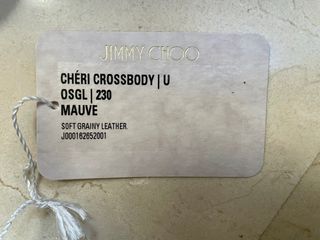 JIMMY CHOO
CHÉRI CROSSBODY | U
OSGL | 230
MAUVE
SOFT GRAINY LEATHER.
J000162652001